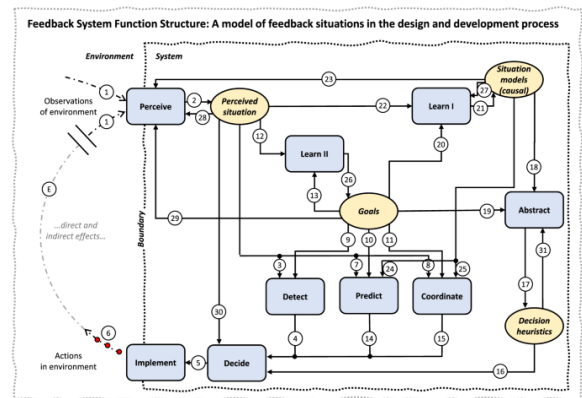 Feedback System Function Structure: A model of feedback situations in the design and development process
Environment
System
23
Situation
models
(causal)
1
Observations
of environment
1
Perceive
2
28
Perceived
situation
22
Learn I
27
21
12
Learn II
26
13
20
18
E
...direct and
indirect effects...
Boundary
29
Goals
19
Abstract
9
10
11
31
3
7
24
8
25
17
Detect
Predict
Coordinate
30
4
14
15
Decision
heuristics
6
Actions
in environment
Implement
5
Decide
16